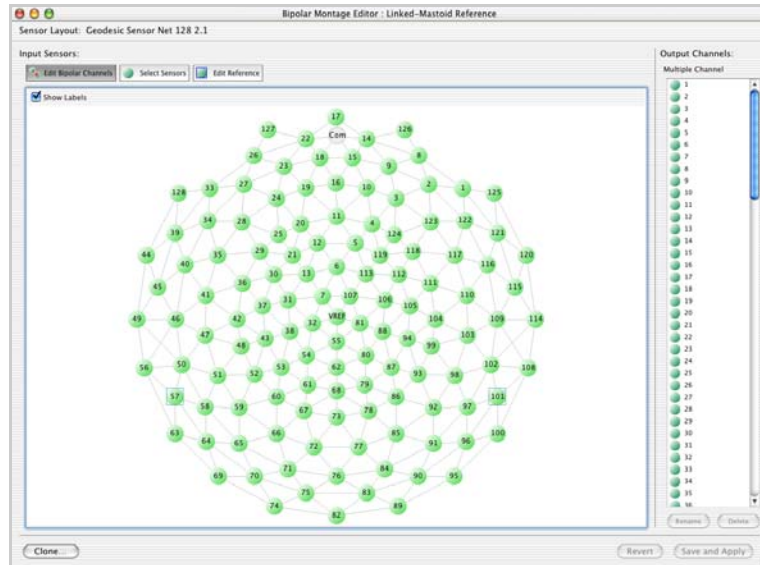 Bipolar Montage Editor : Linked-Mastoid Reference
Sensor Layout: Geodesic Sensor Net 128 2.1
Input Sensors:
Output Channels:
Edit Bipolar Channels Select Sensors Edit Reference
Multiple Channel
Show Labels
17
127 126
22 Com 14
26 23 18 15 9 8
128 33 27 24 19 16 10 3 2 1 125
39 34 28 25 20 11 4 124 123 122 121
44 40 35 29 21 12 5 119 118 117 116 120
45 41 36 30 13 6 113 112 111 110 115
49 46 42 37 31 7 107 106 105 104 109 114
47 48 43 38 32 VREF 81 88 94 99 103
56 50 51 52 53 54 55 80 87 93 98 102 108
57 58 59 60 61 62 79 86 92 97 101
63 64 65 66 67 68 73 78 85 91 96 100
69 70 71 72 77 84 90 95
74 75 76 83 89
82
1
2
3
4
5
6
7
8
9
10
11
12
13
14
15
16
17
18
19
20
21
22
23
24
25
26
27
28
29
30
31
32
33
34
35
36
Rename Delete
Clone... Revert Save and Apply